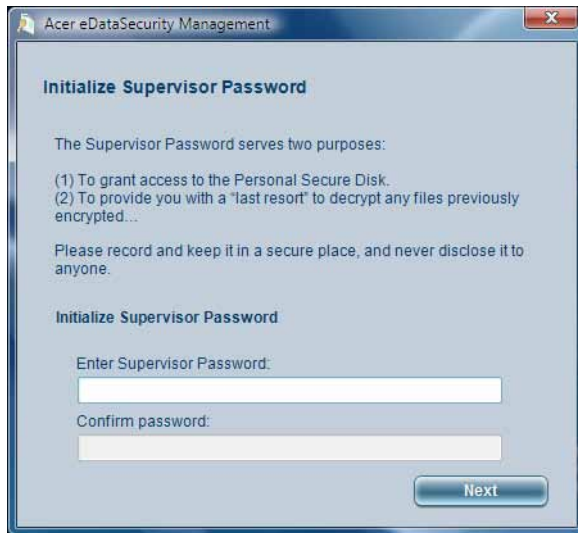 Acer eDataSecurity Management
Initialize Supervisor Password
The Supervisor Password serves two purposes:
(1) To grant access to the Personal Secure Disk.
(2) To provide you with a “last resort” to decrypt any files previously
encrypted...
Please record and keep it in a secure place, and never disclose it to
anyone.
Initialize Supervisor Password
Enter Supervisor Password:
Confirm password:
Next